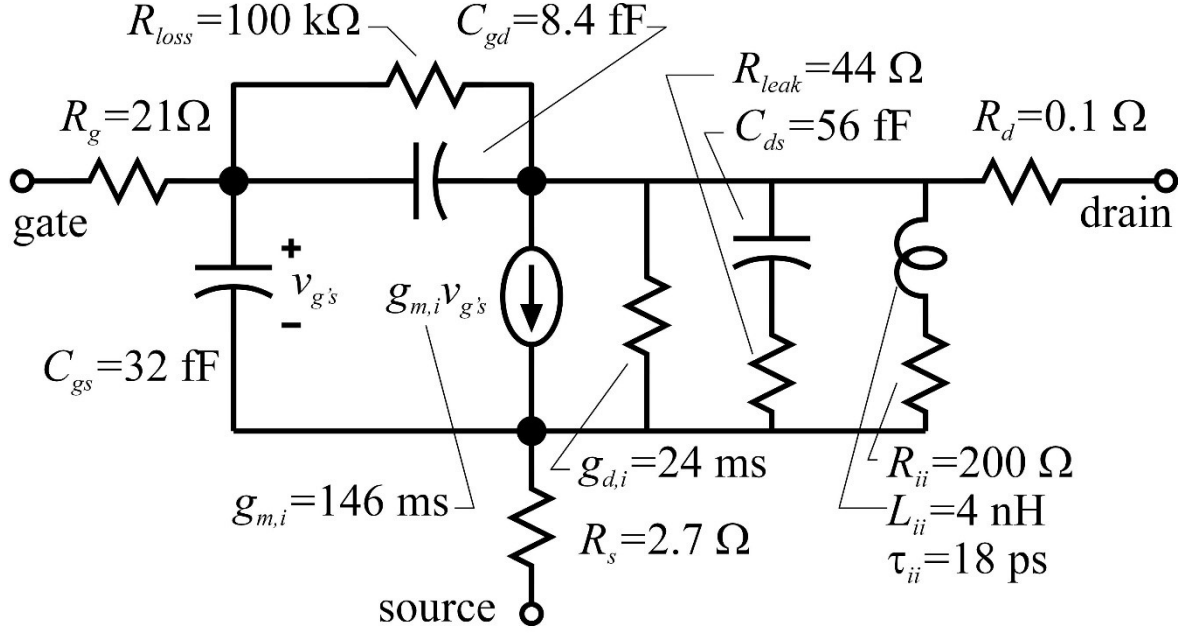 R_loss=100 kΩ
C_gd=8.4 fF
R_leak=44 Ω
C_ds=56 fF
R_g=21Ω
R_d=0.1 Ω
gate
drain
+
v_g's
−
g_m,i v_g's
C_gs=32 fF
g_d,i=24 ms
R_ii=200 Ω
g_m,i=146 ms
L_ii=4 nH
R_s=2.7 Ω
τ_ii=18 ps
source